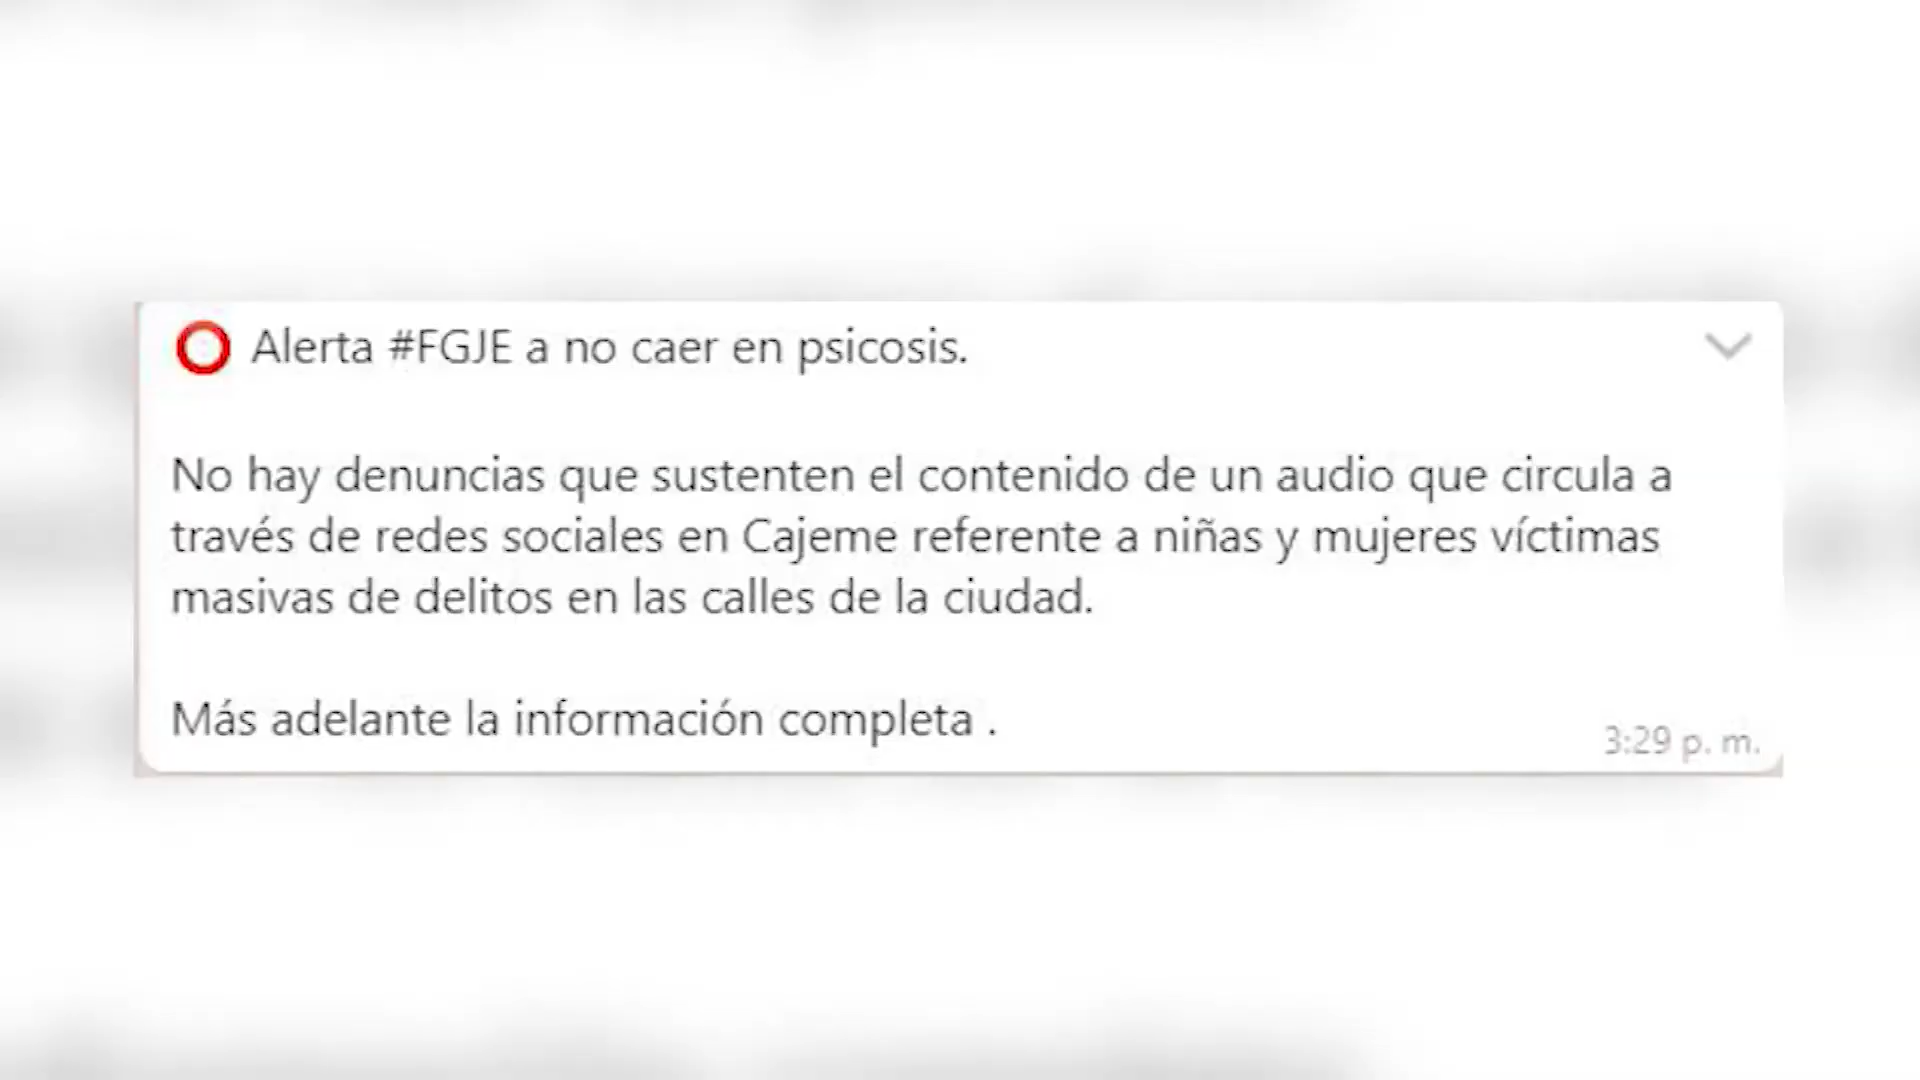 ⭕ Alerta #FGJE a no caer en psicosis.
No hay denuncias que sustenten el contenido de un audio que circula a
través de redes sociales en Cajeme referente a niñas y mujeres víctimas
masivas de delitos en las calles de la ciudad.
Más adelante la información completa .
3:29 p. m.